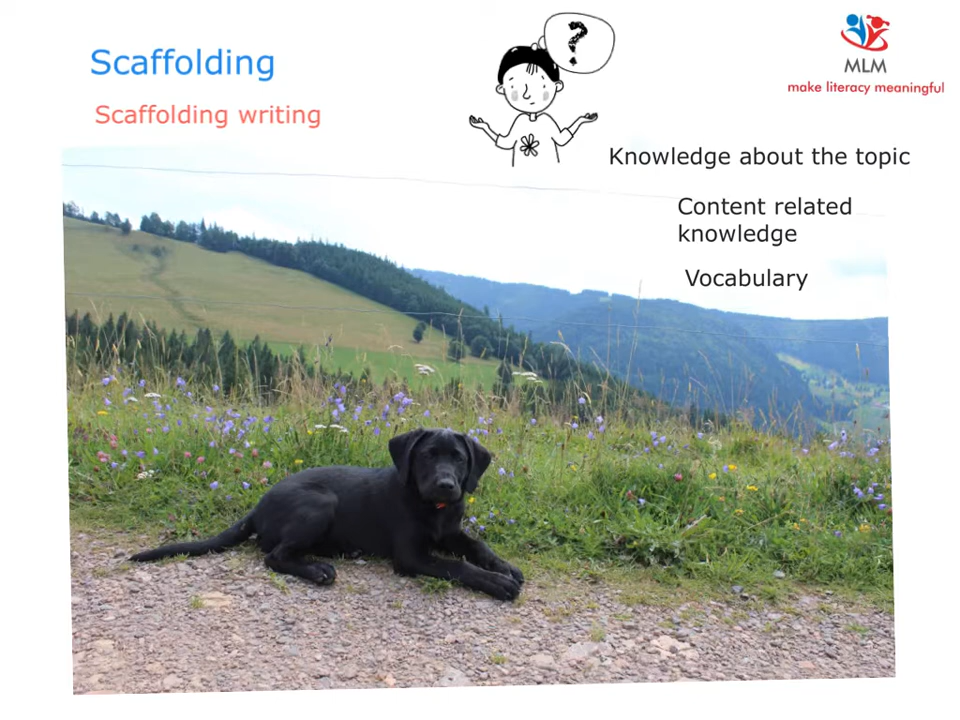 Scaffolding
Scaffolding writing
?
MLM
make literacy meaningful
Knowledge about the topic
Content related
knowledge
Vocabulary